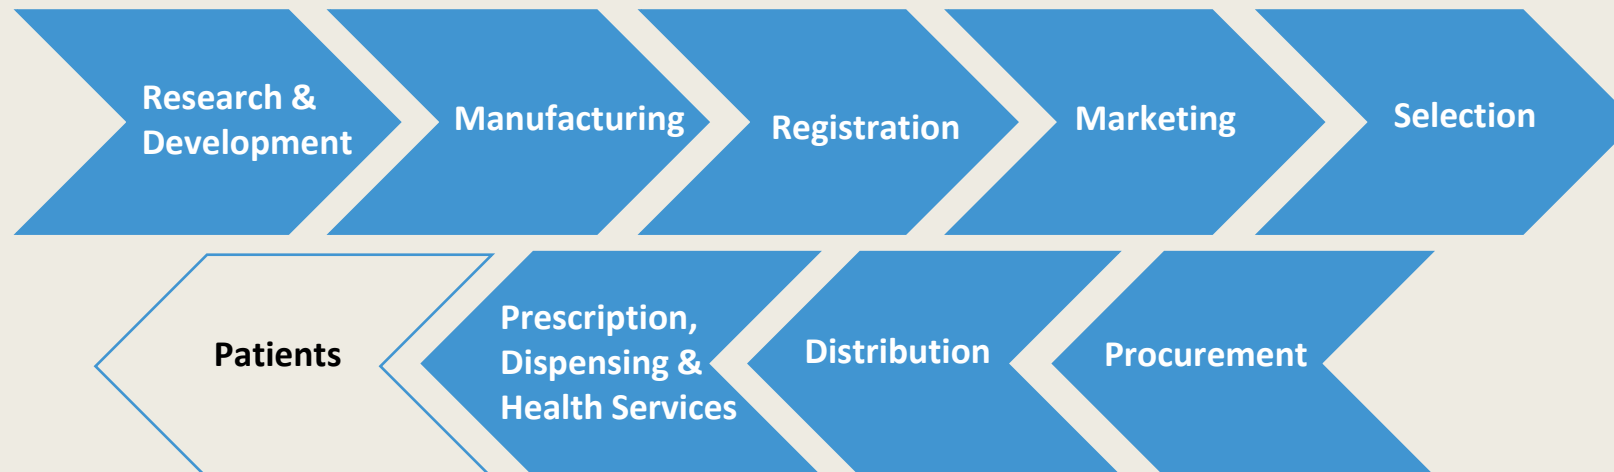 Research &
Development
Manufacturing
Registration
Marketing
Selection
Procurement
Distribution
Prescription,
Dispensing &
Health Services
Patients